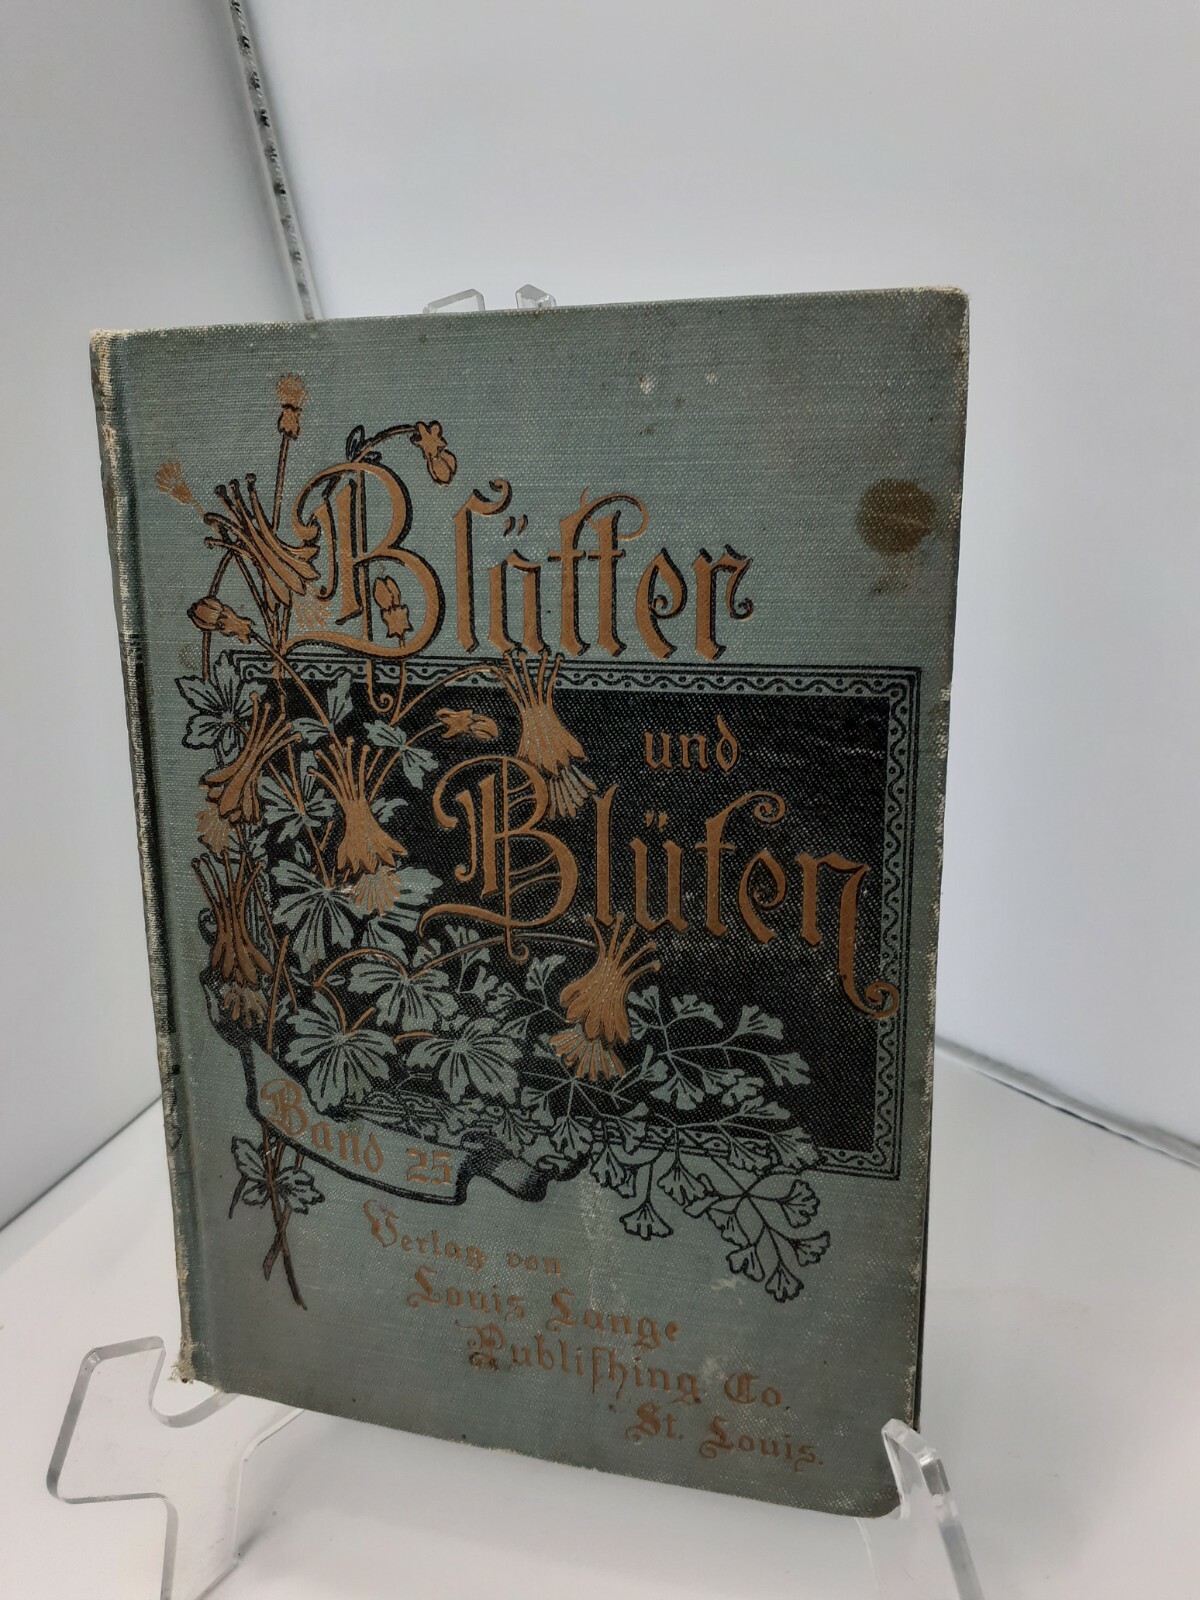 Blätter
und
Blüten
Band 25
Verlag von
Louis Lange
Publiſhing Co.
St. Louis.